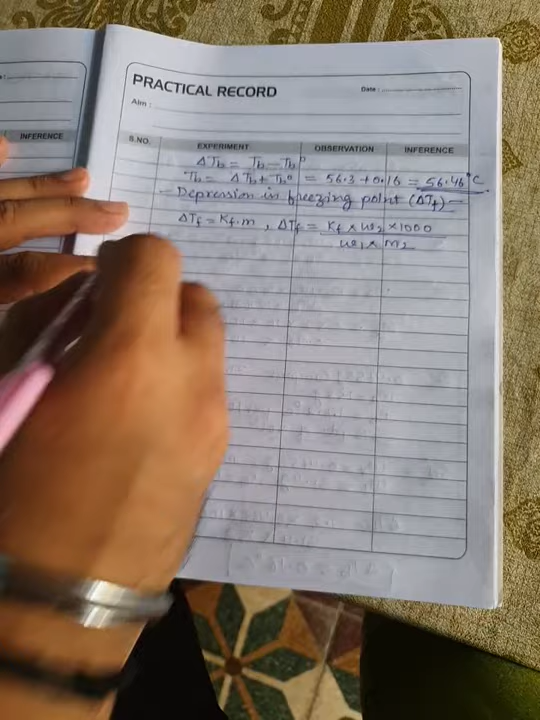 INFERENCE
PRACTICAL RECORD
Date :
Aim :
S.NO. EXPERIMENT OBSERVATION INFERENCE
ΔTb = Tb − Tb°
Tb = ΔTb + Tb° = 56.3 + 0.16 = 56.46°C
− Depression in freezing point (ΔTf) −
ΔTf = Kf.m , ΔTf = Kf × w2 × 1000
w1 × M2